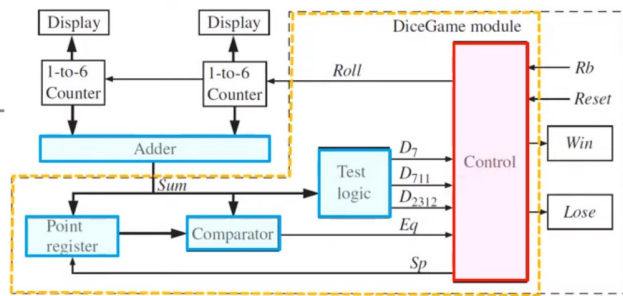 Display
Display
DiceGame module
1-to-6
Counter
1-to-6
Counter
Roll
Rb
Reset
Adder
Win
D7
Test
logic
D711
Control
Sum
D2312
Lose
Point
register
Comparator
Eq
Sp